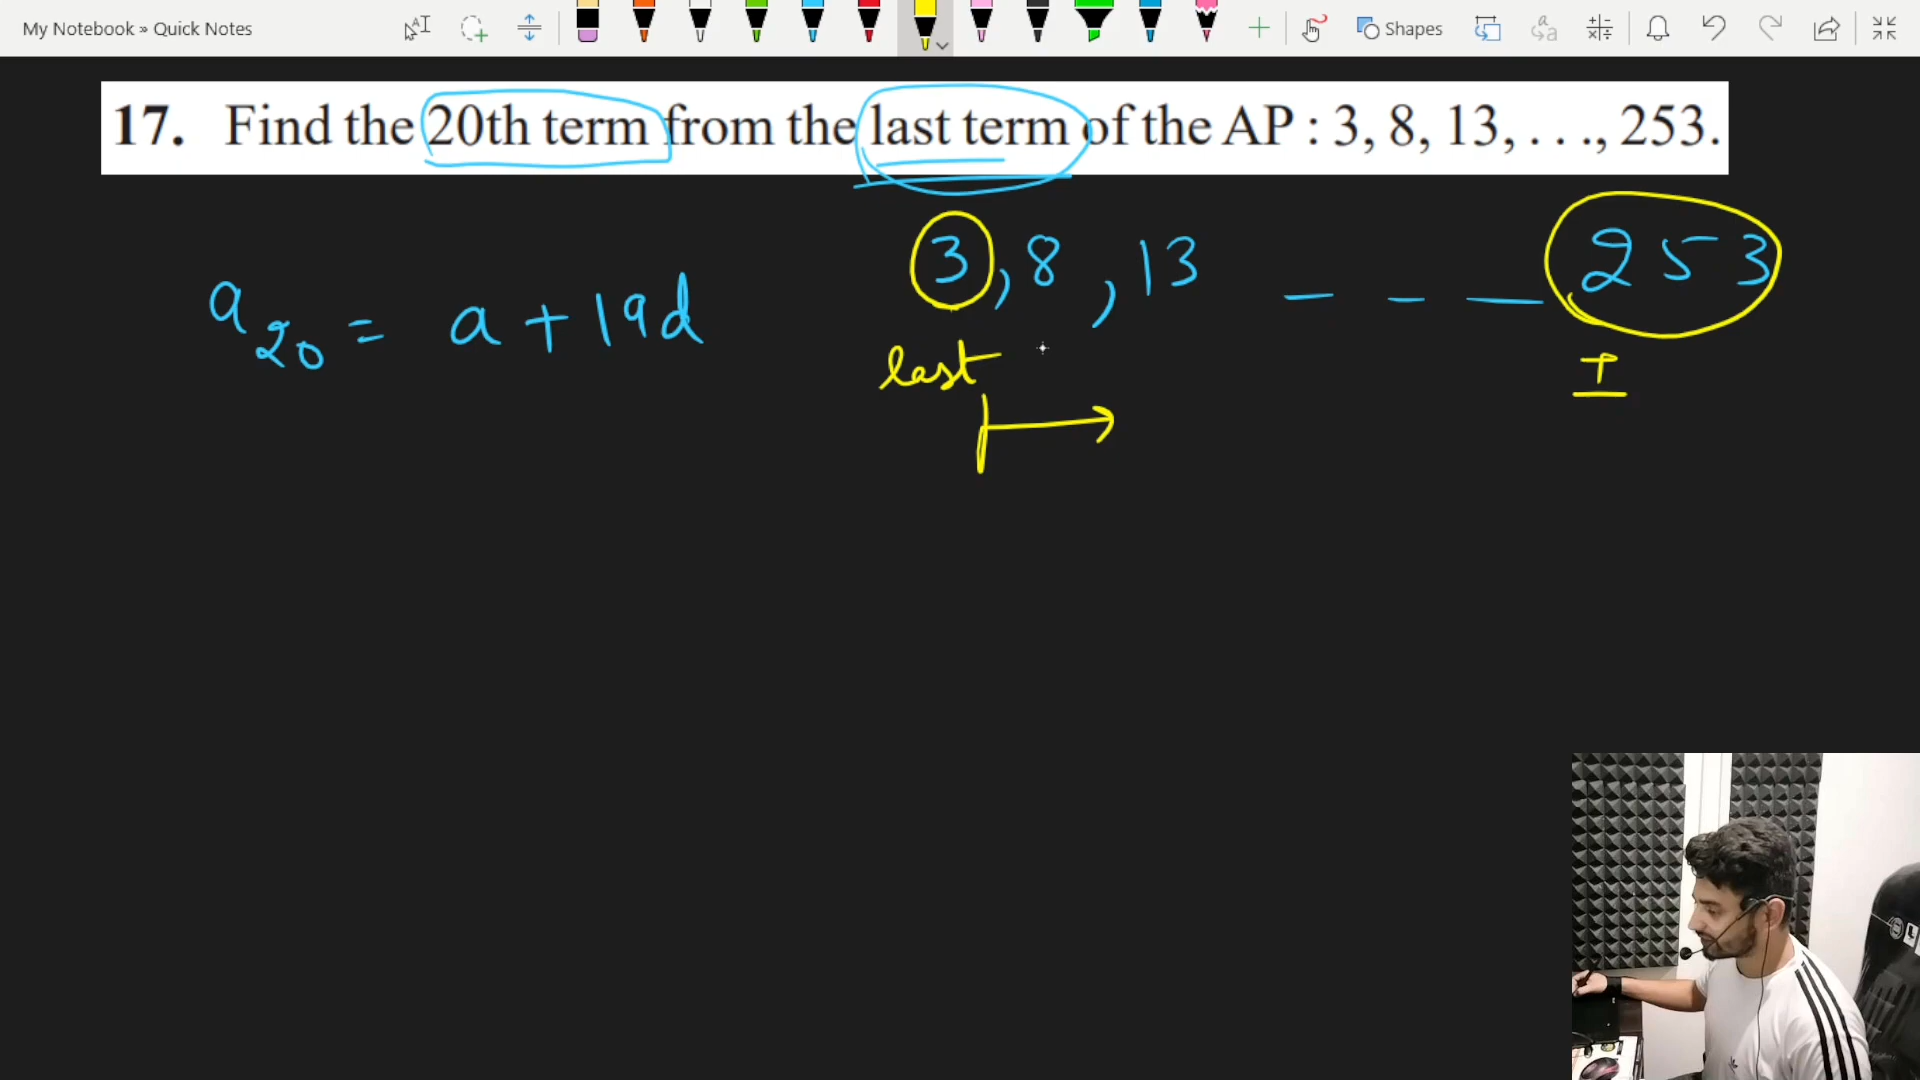 My Notebook » Quick Notes
Shapes
17. Find the 20th term from the last term of the AP : 3, 8, 13, . . ., 253.
3, 8, 13 _ _ _ 253
a20 = a + 19d
last
I